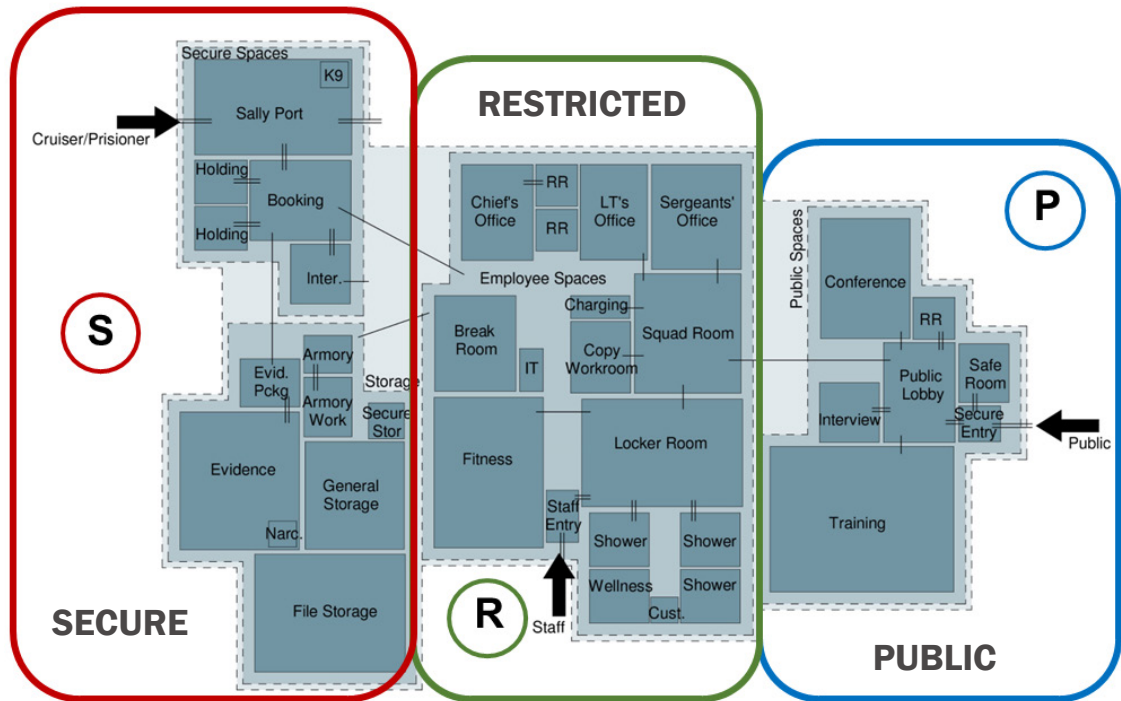 Secure Spaces
K9
Sally Port
Cruiser/Prisioner
Holding
Booking
Holding
Inter.
S
Armory
Evid.
Pckg
Armory
Work
Storage
Secure
Stor
Evidence
General
Storage
Narc.
File Storage
SECURE
RESTRICTED
Chief's
Office
RR
RR
LT's
Office
Sergeants'
Office
Employee Spaces
Charging
Break
Room
IT
Copy
Workroom
Squad Room
Fitness
Locker Room
Staff
Entry
Shower
Shower
Wellness
Shower
Cust.
R
Staff
P
Public Spaces
Conference
RR
Public
Lobby
Safe
Room
Interview
Secure
Entry
Public
Training
PUBLIC